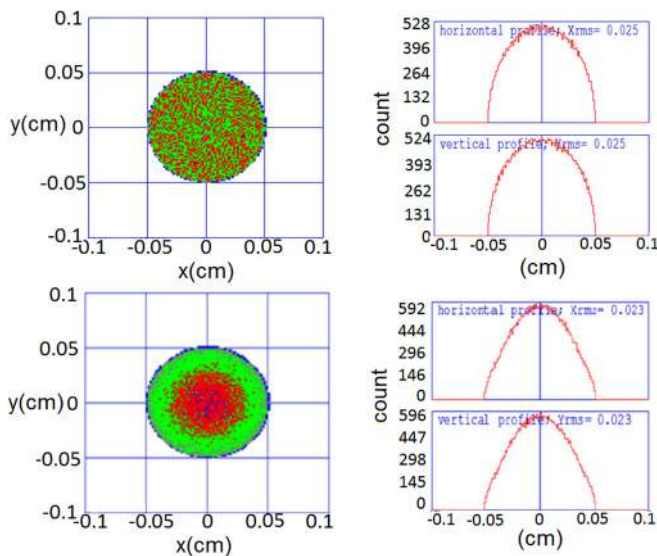 0.1
0.05
y(cm) 0
-0.05
-0.1
-0.1 -0.05 0 0.05 0.1
x(cm)
528
396
264
132
0
horizontal profile; Xrms= 0.025
count
524
393
262
131
0
vertical profile; Yrms= 0.025
-0.1 -0.05 0 0.05 0.1
(cm)
0.1
0.05
y(cm) 0
-0.05
-0.1
-0.1 -0.05 0 0.05 0.1
x(cm)
592
444
296
146
0
horizontal profile; Xrms= 0.023
count
596
447
298
145
0
vertical profile; Yrms= 0.023
-0.1 -0.05 0 0.05 0.1
(cm)